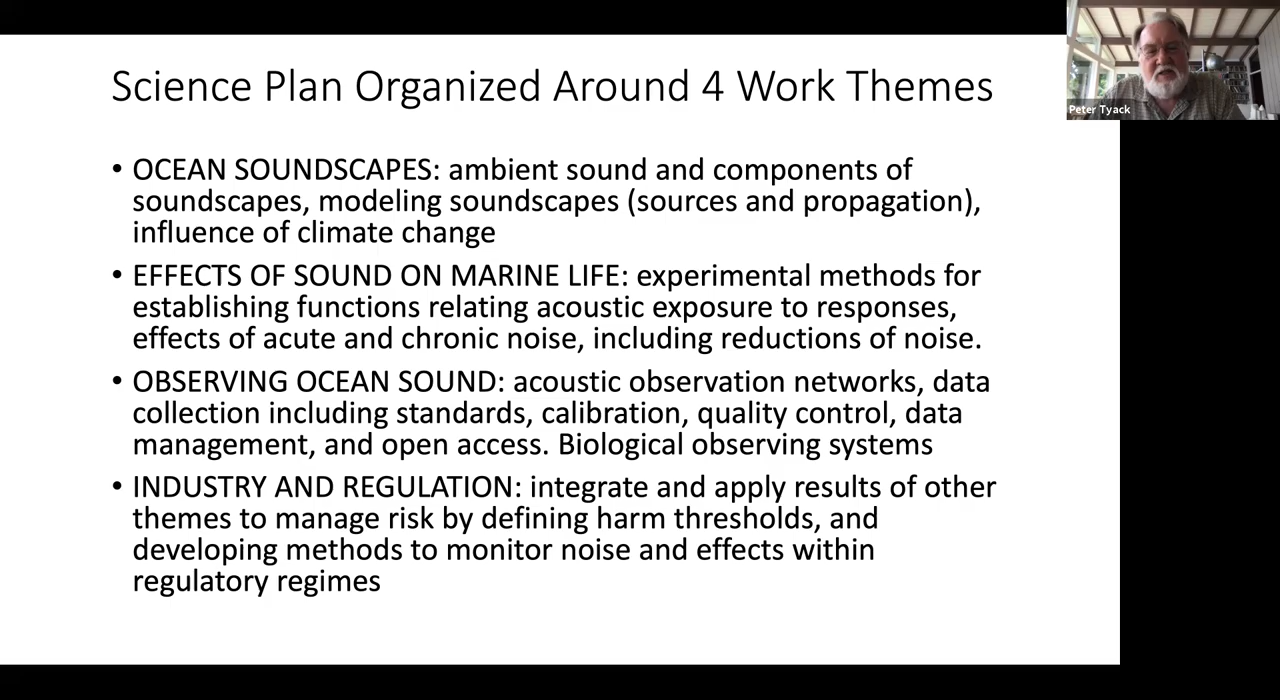 Science Plan Organized Around 4 Work Themes
Peter Tyack
• OCEAN SOUNDSCAPES: ambient sound and components of
soundscapes, modeling soundscapes (sources and propagation),
influence of climate change
• EFFECTS OF SOUND ON MARINE LIFE: experimental methods for
establishing functions relating acoustic exposure to responses,
effects of acute and chronic noise, including reductions of noise.
• OBSERVING OCEAN SOUND: acoustic observation networks, data
collection including standards, calibration, quality control, data
management, and open access. Biological observing systems
• INDUSTRY AND REGULATION: integrate and apply results of other
themes to manage risk by defining harm thresholds, and
developing methods to monitor noise and effects within
regulatory regimes